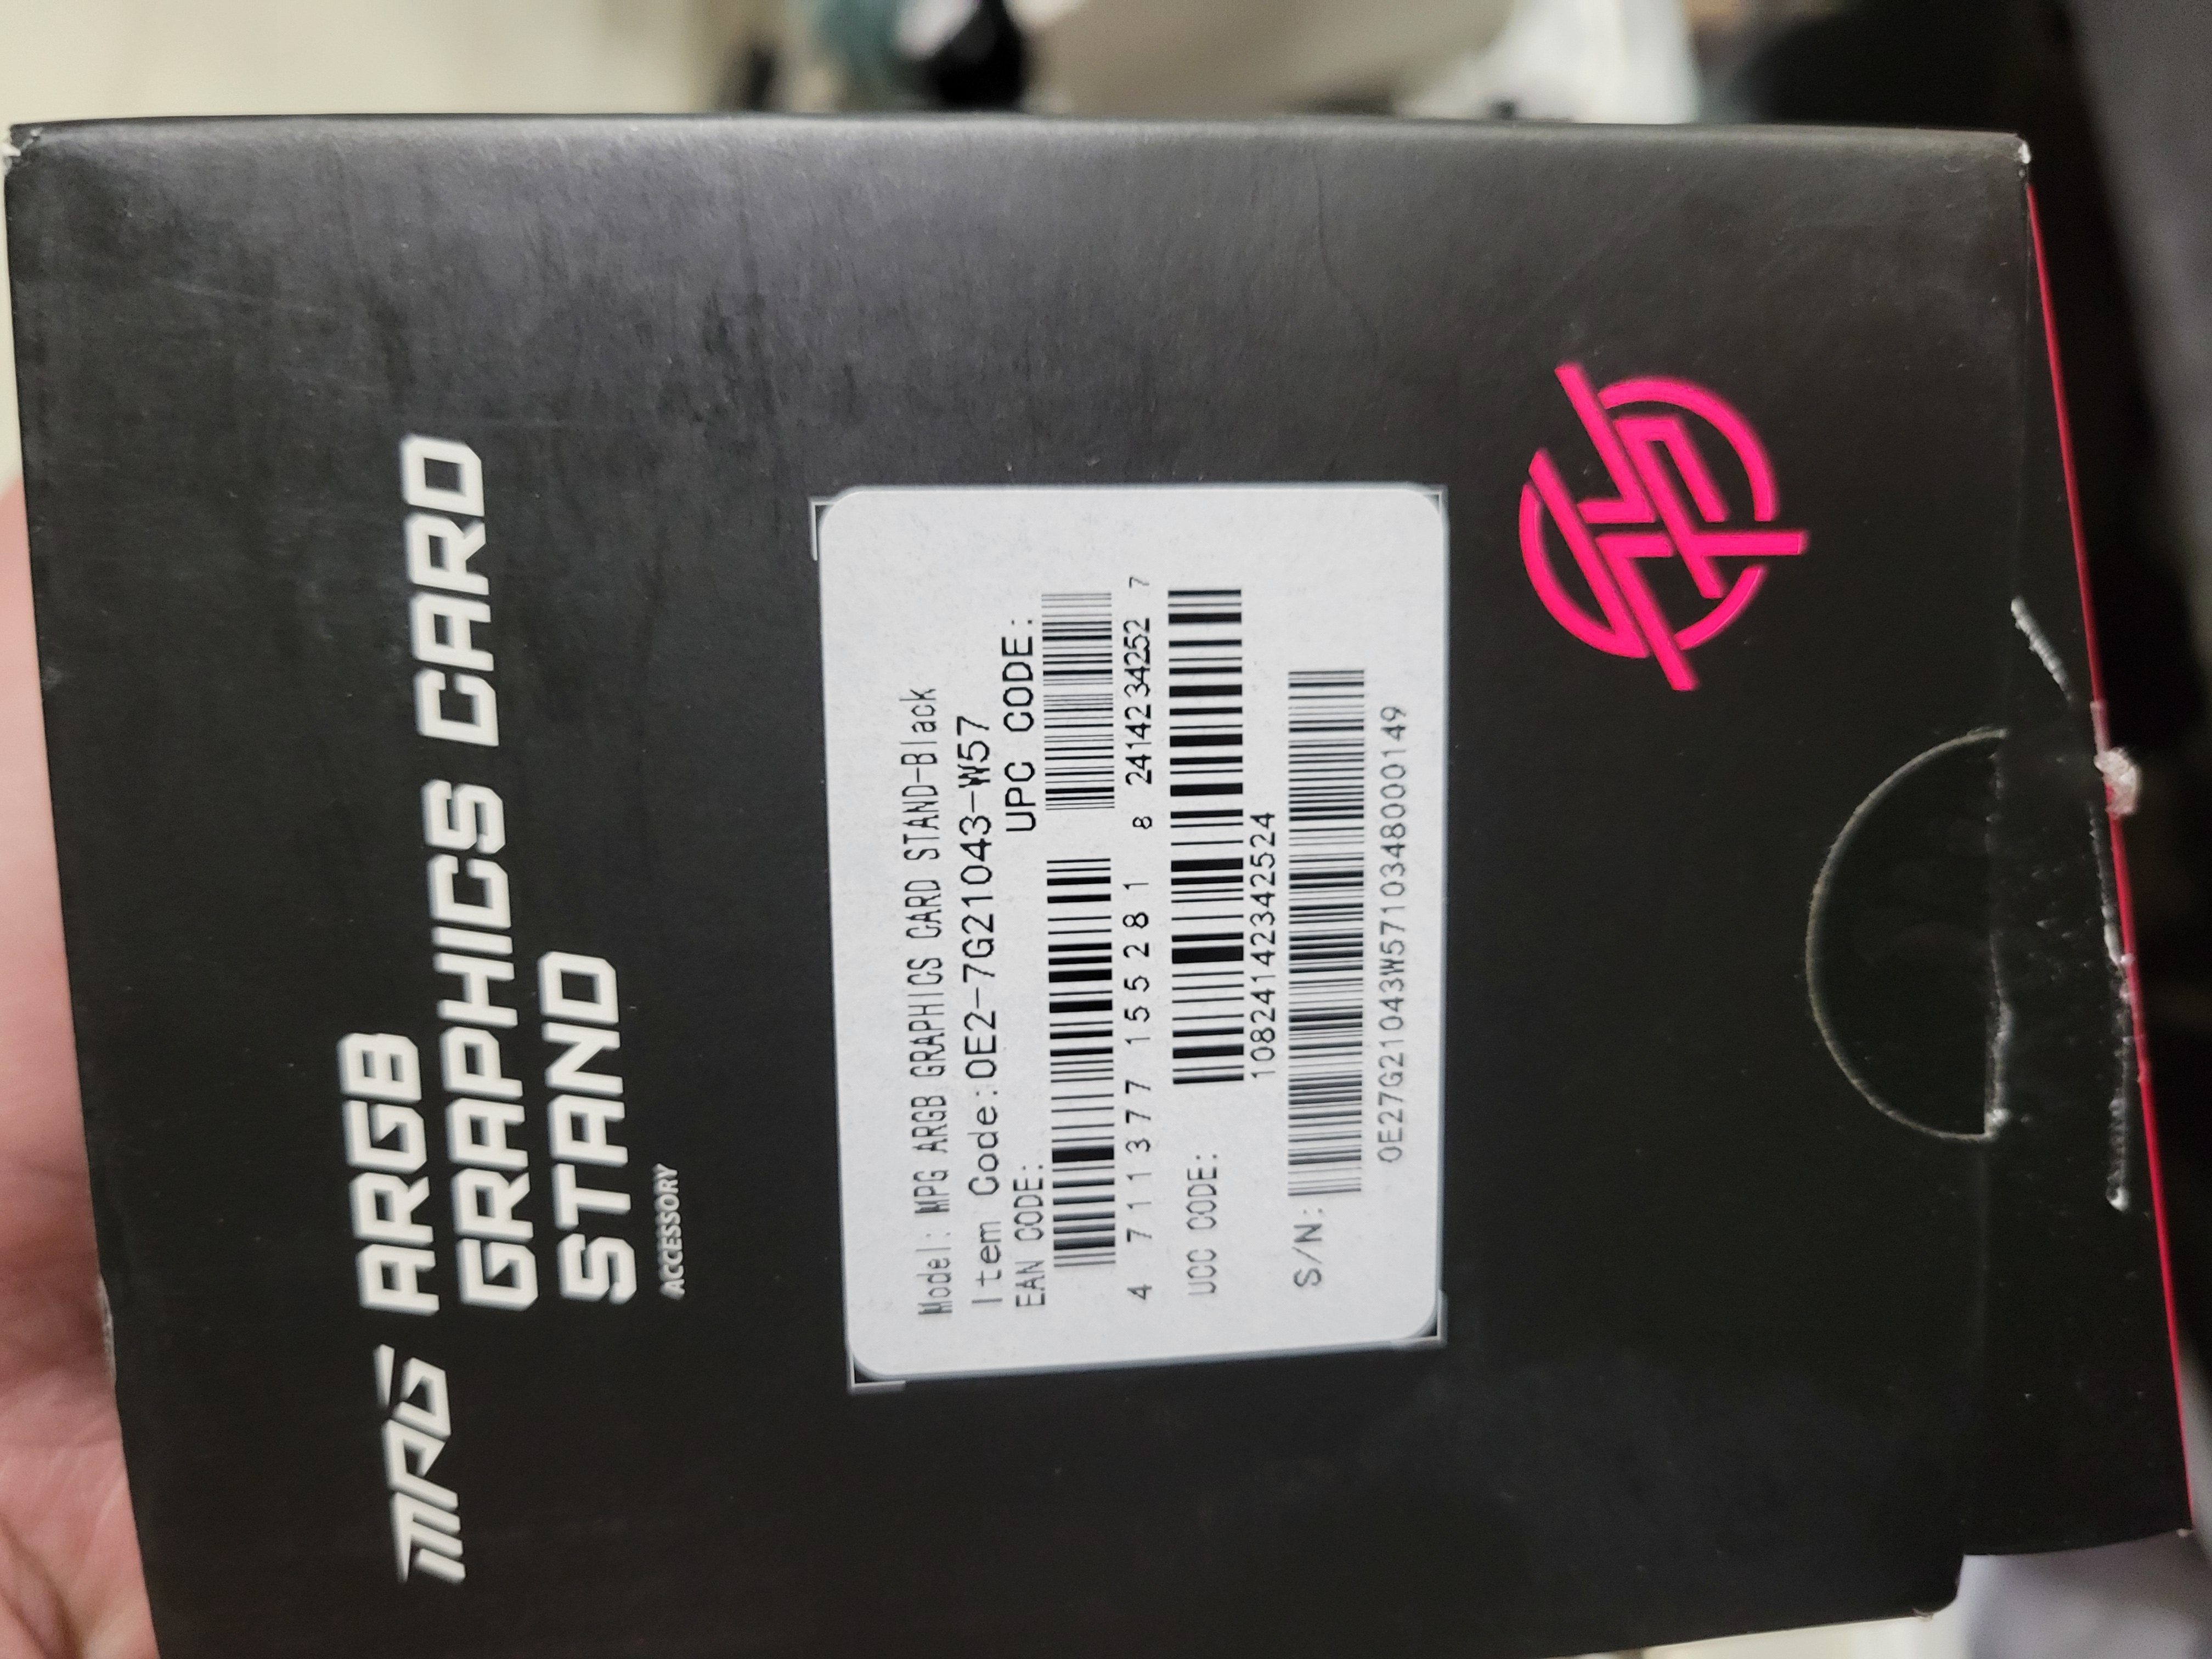 MPG ARGB
GRAPHICS CARD
STAND
ACCESSORY
Model: MPG ARGB GRAPHICS CARD STAND-Black
Item Code:OE2-7G21043-W57
EAN CODE:
UPC CODE:
4 711377 155281
8 24142 34252 7
UCC CODE:
10824142342524
S/N:
0E27G21043W5710348000149